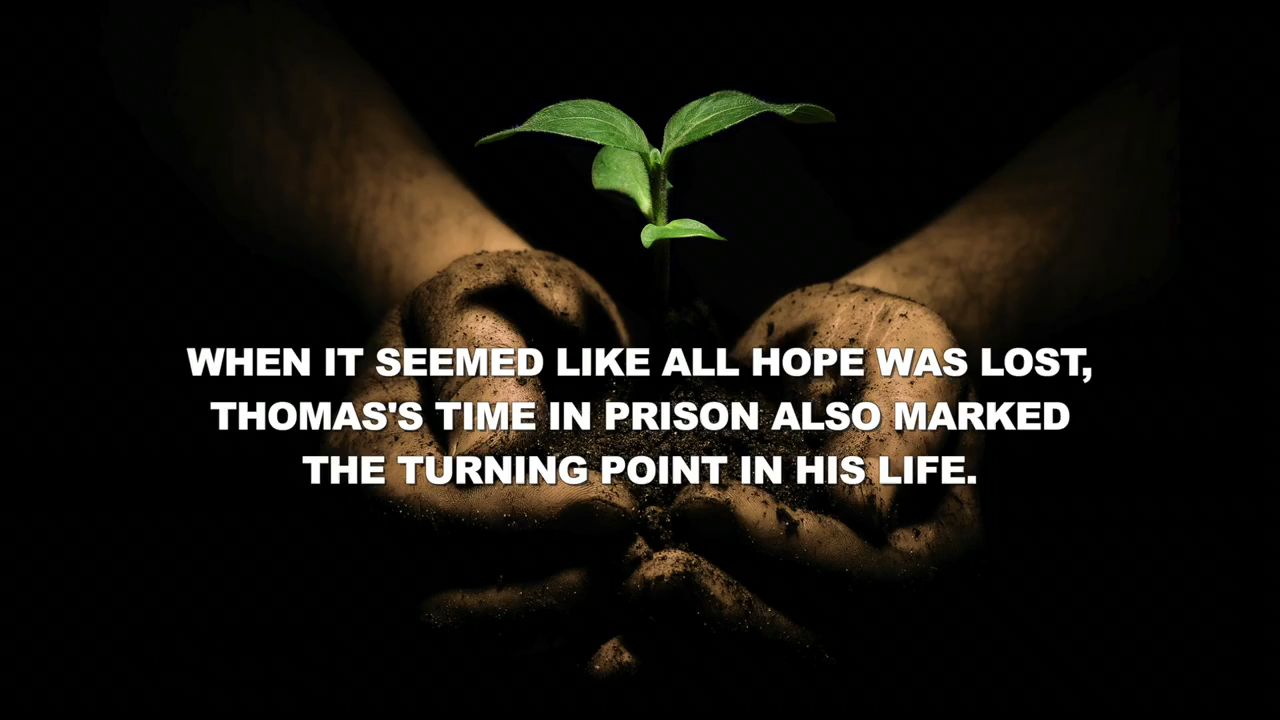 WHEN IT SEEMED LIKE ALL HOPE WAS LOST,
THOMAS'S TIME IN PRISON ALSO MARKED
THE TURNING POINT IN HIS LIFE.